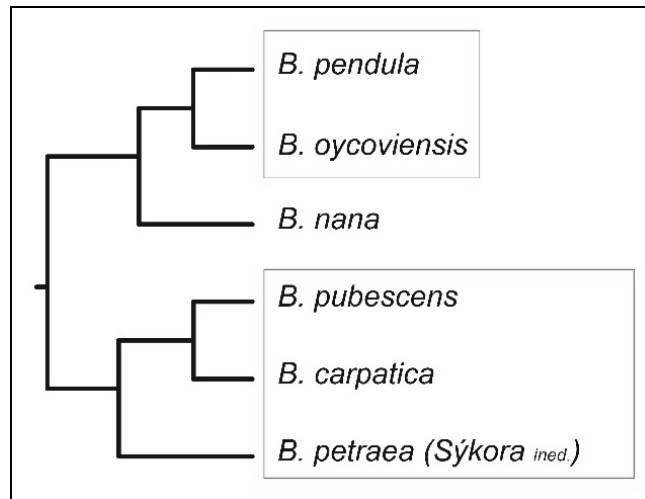 B. pendula
B. oycoviensis
B. nana
B. pubescens
B. carpatica
B. petraea (Sýkora ined.)